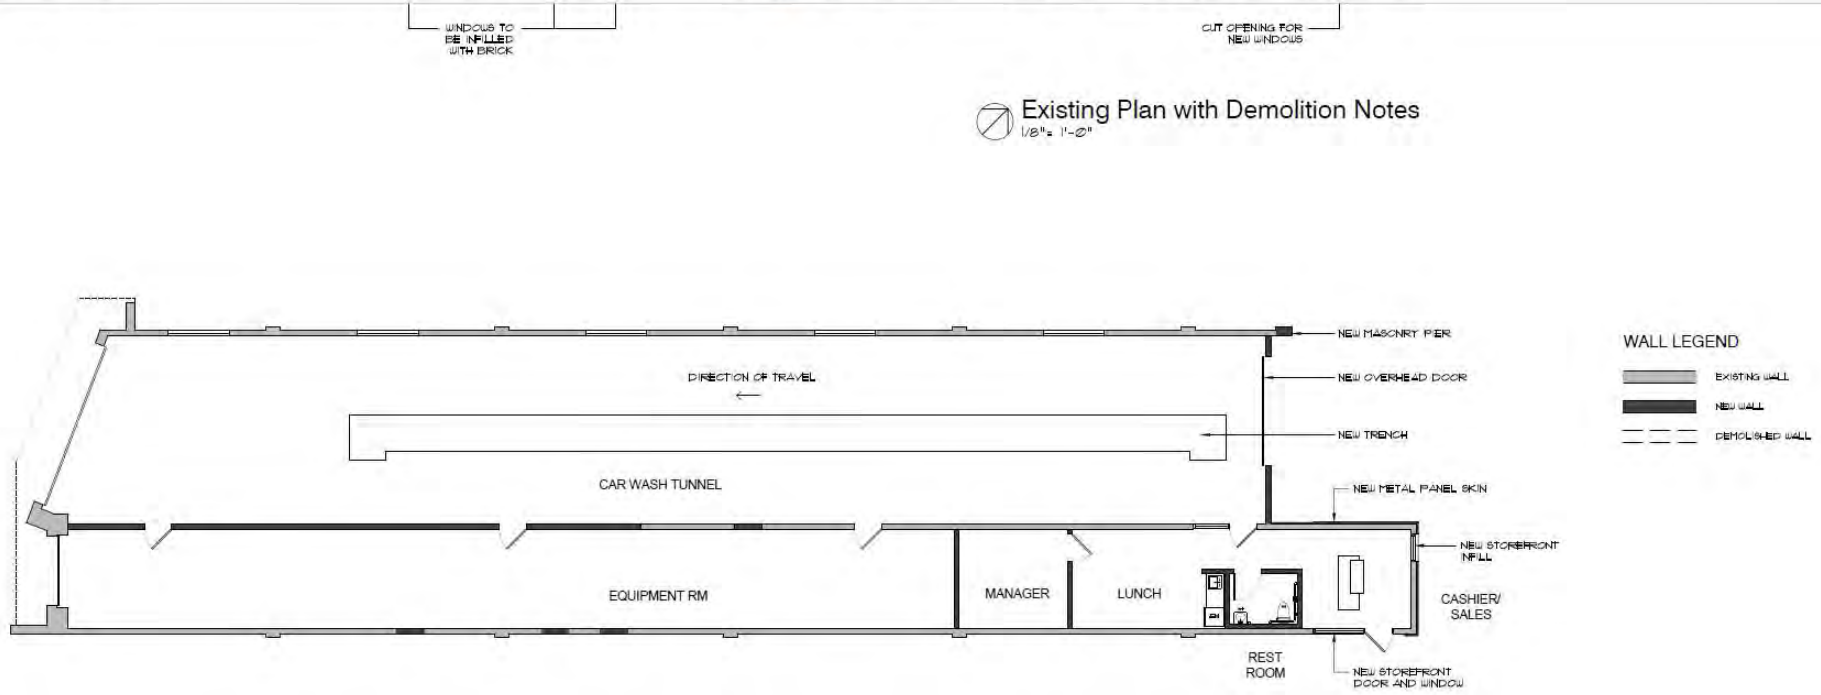 WINDOWS TO
BE INFILLED
WITH BRICK
CUT OPENING FOR
NEW WINDOWS
Existing Plan with Demolition Notes
1/8"= 1'-0"
NEW MASONRY PIER
WALL LEGEND
DIRECTION OF TRAVEL
NEW OVERHEAD DOOR
EXISTING WALL
NEW WALL
NEW TRENCH
DEMOLISHED WALL
CAR WASH TUNNEL
NEW METAL PANEL SKIN
NEW STOREFRONT
INFILL
EQUIPMENT RM
MANAGER
LUNCH
CASHIER/
SALES
REST
ROOM
NEW STOREFRONT
DOOR AND WINDOW